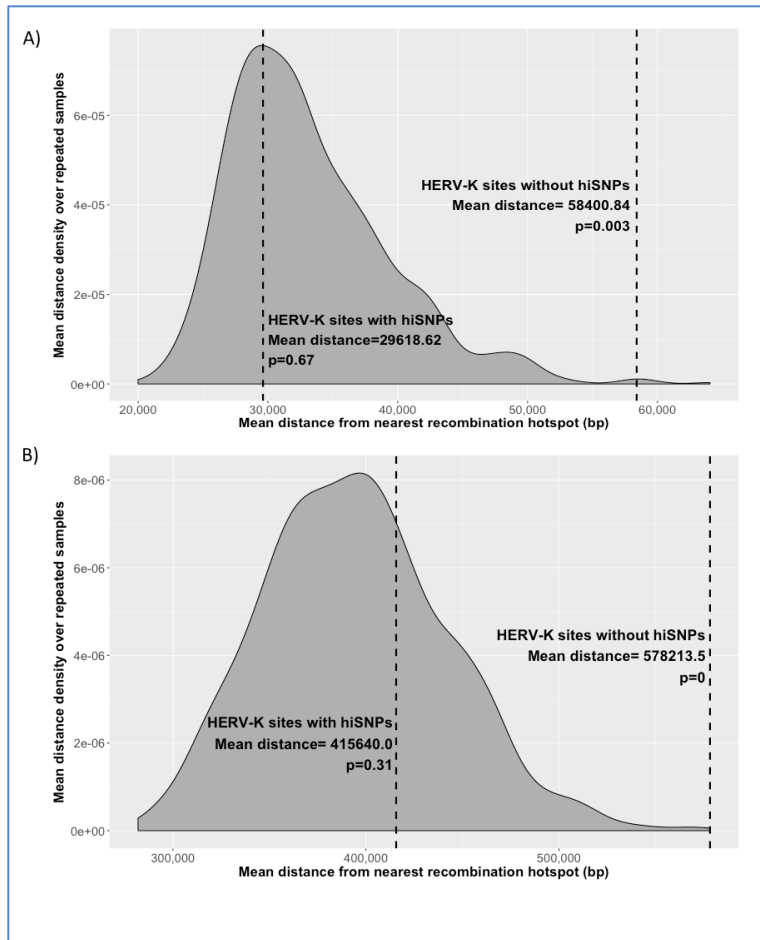 A)
Mean distance density over repeated samples
6e-05
4e-05
2e-05
0e+00
HERV-K sites without hiSNPs
Mean distance= 58400.84
p=0.003
HERV-K sites with hiSNPs
Mean distance=29618.62
p=0.67
20,000 30,000 40,000 50,000 60,000
Mean distance from nearest recombination hotspot (bp)
B)
Mean distance density over repeated samples
8e-06
6e-06
4e-06
2e-06
0e+00
HERV-K sites without hiSNPs
Mean distance= 578213.5
p=0
HERV-K sites with hiSNPs
Mean distance= 415640.0
p=0.31
300,000 400,000 500,000
Mean distance from nearest recombination hotspot (bp)